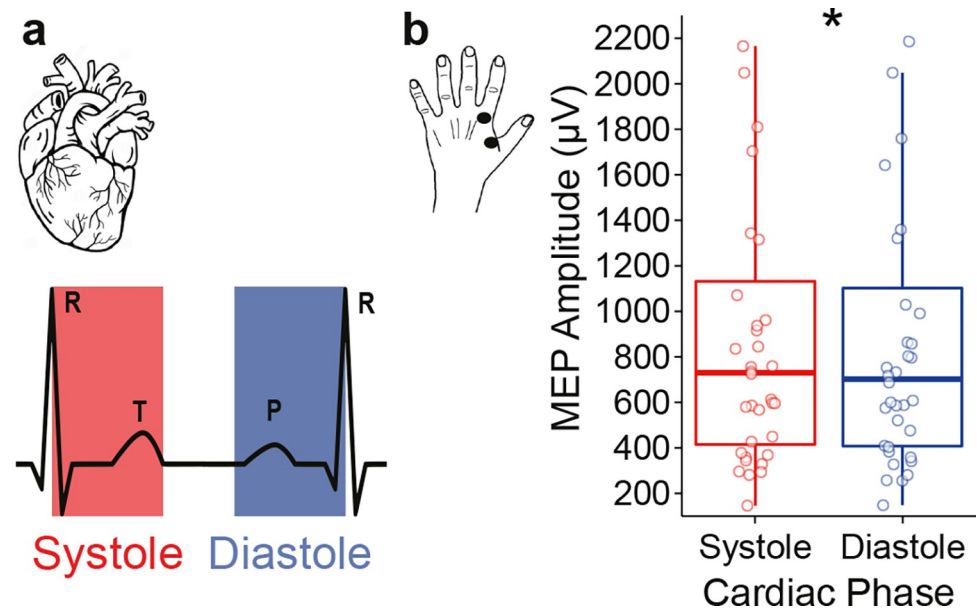 a
R
R
T
P
Systole Diastole
b
*
MEP Amplitude (µV)
2200
2000
1800
1600
1400
1200
1000
800
600
400
200
Systole Diastole
Cardiac Phase